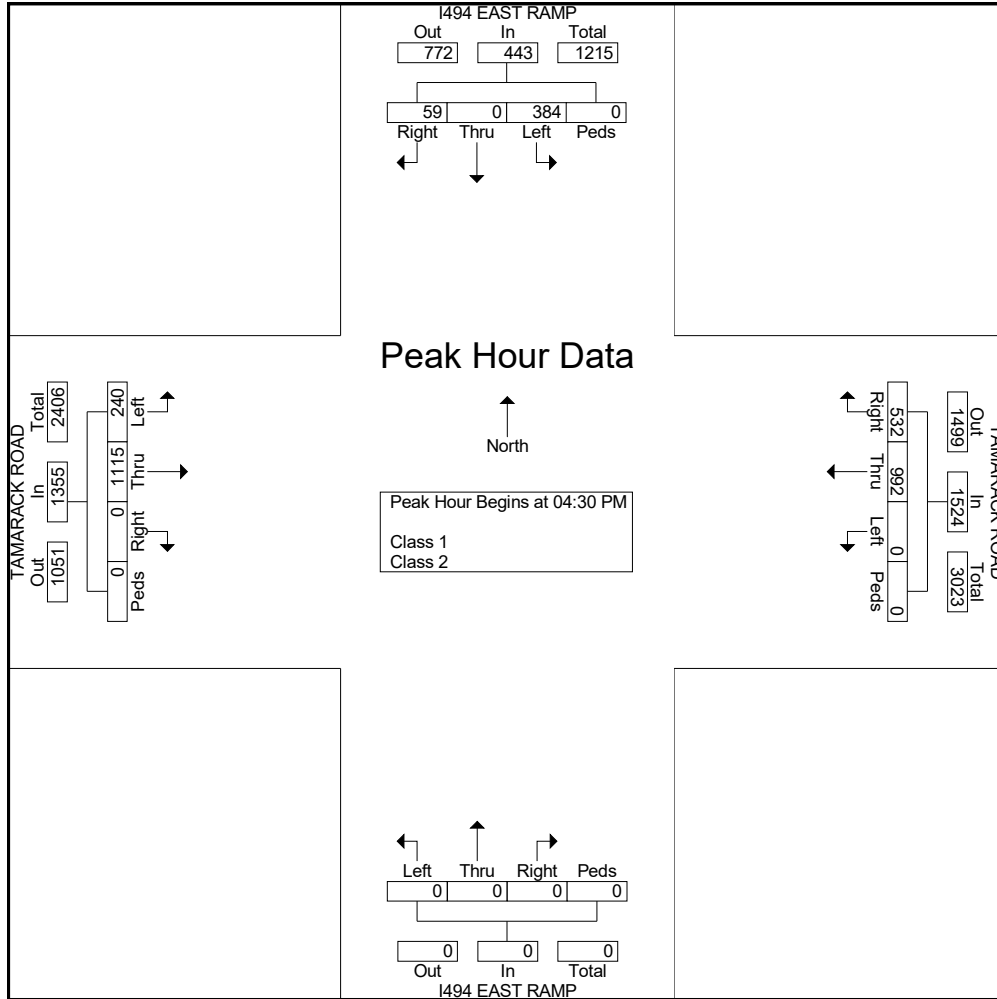 I494 EAST RAMP
Out In Total
772 443 1215
59 0 384 0
Right Thru Left Peds
Peak Hour Data
North
Peak Hour Begins at 04:30 PM
Class 1
Class 2
TAMARACK ROAD
Out In Total
1051 1355 2406
240 1115 0 0
Left Thru Right Peds
TAMARACK ROAD
Out In Total
1499 1524 3023
532 992 0 0
Right Thru Left Peds
Left Thru Right Peds
0 0 0 0
0 0 0
Out In Total
I494 EAST RAMP